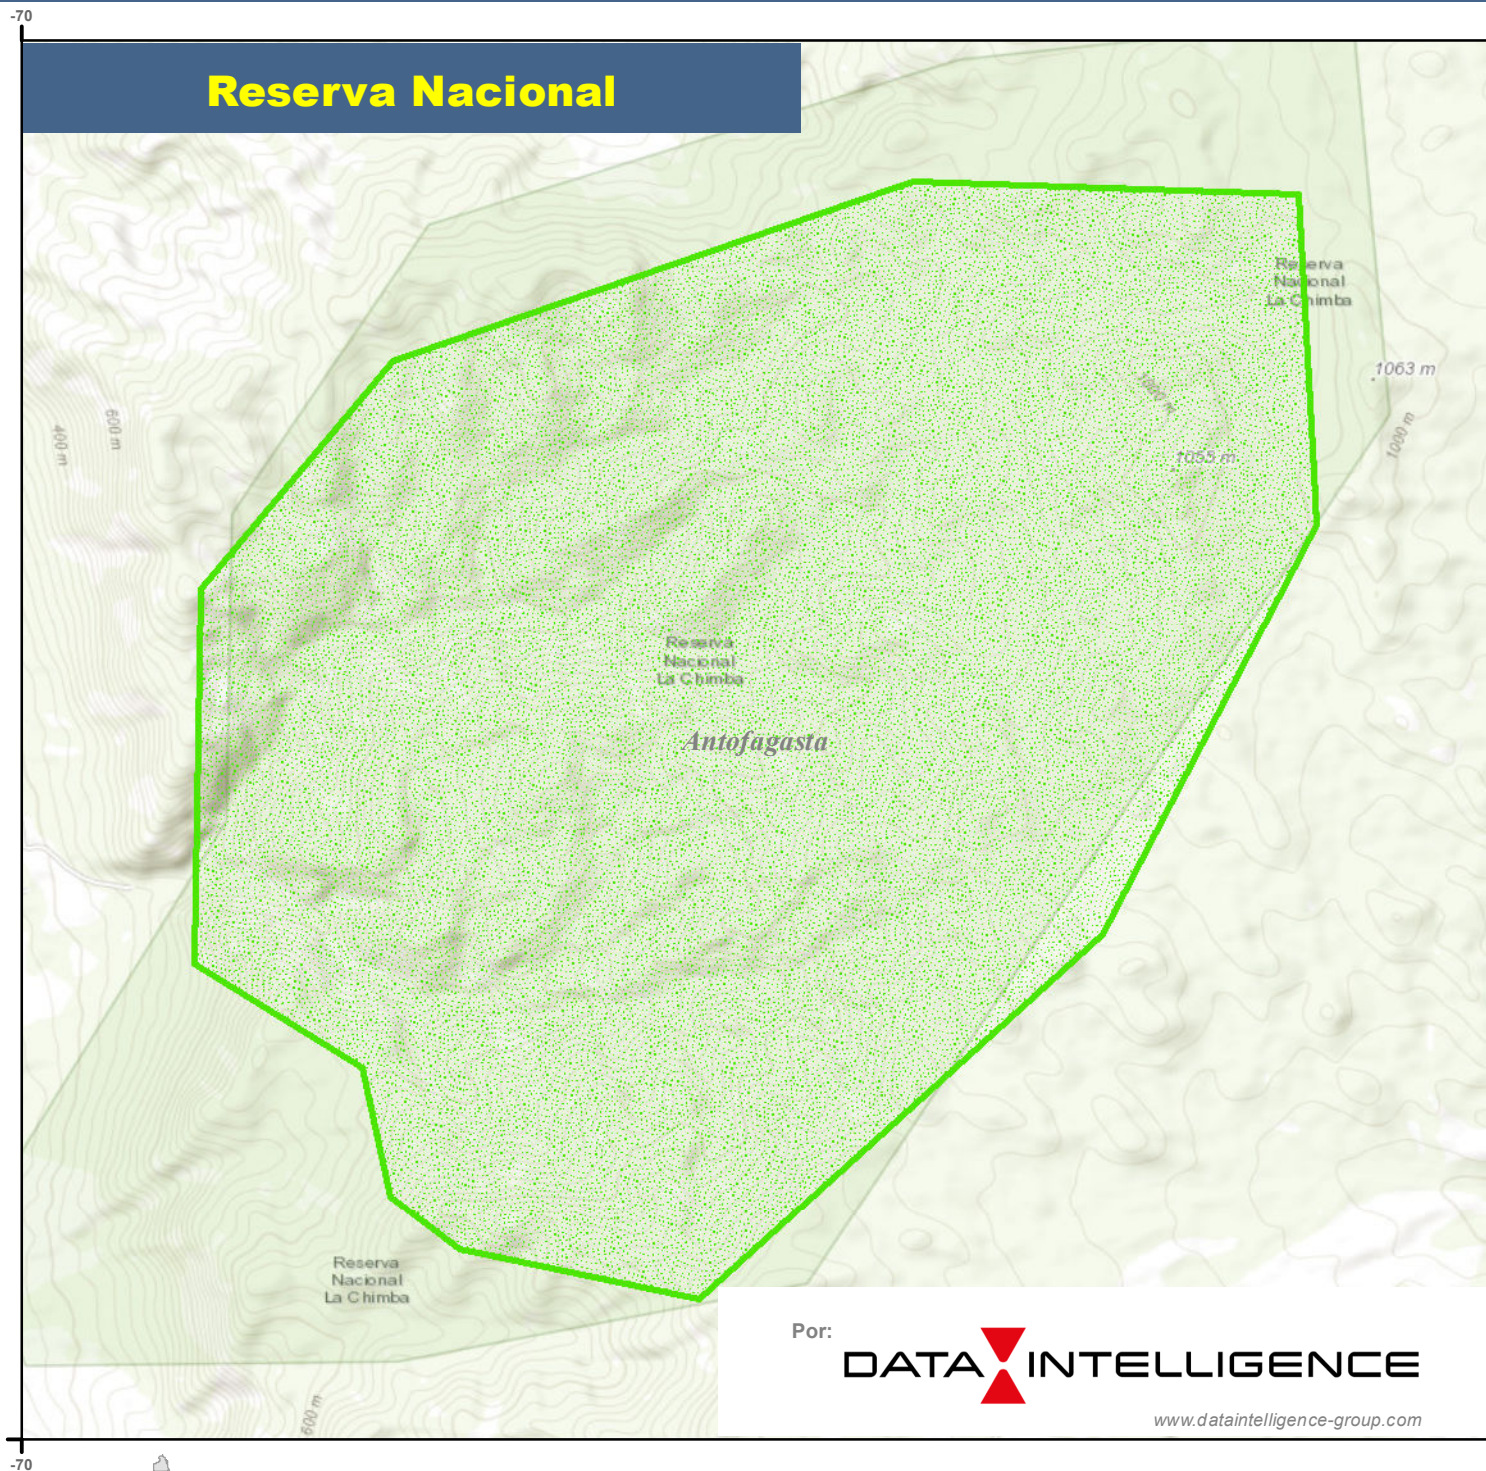 -70
Reserva Nacional
Reserva
Nacional
La Chimba
1063 m
1000 m
1000 m
1055 m
600 m
400 m
Reserva
Nacional
La Chimba
Antofagasta
Reserva
Nacional
La Chimba
600 m
Por:
DATA INTELLIGENCE
www.dataintelligence-group.com
-70